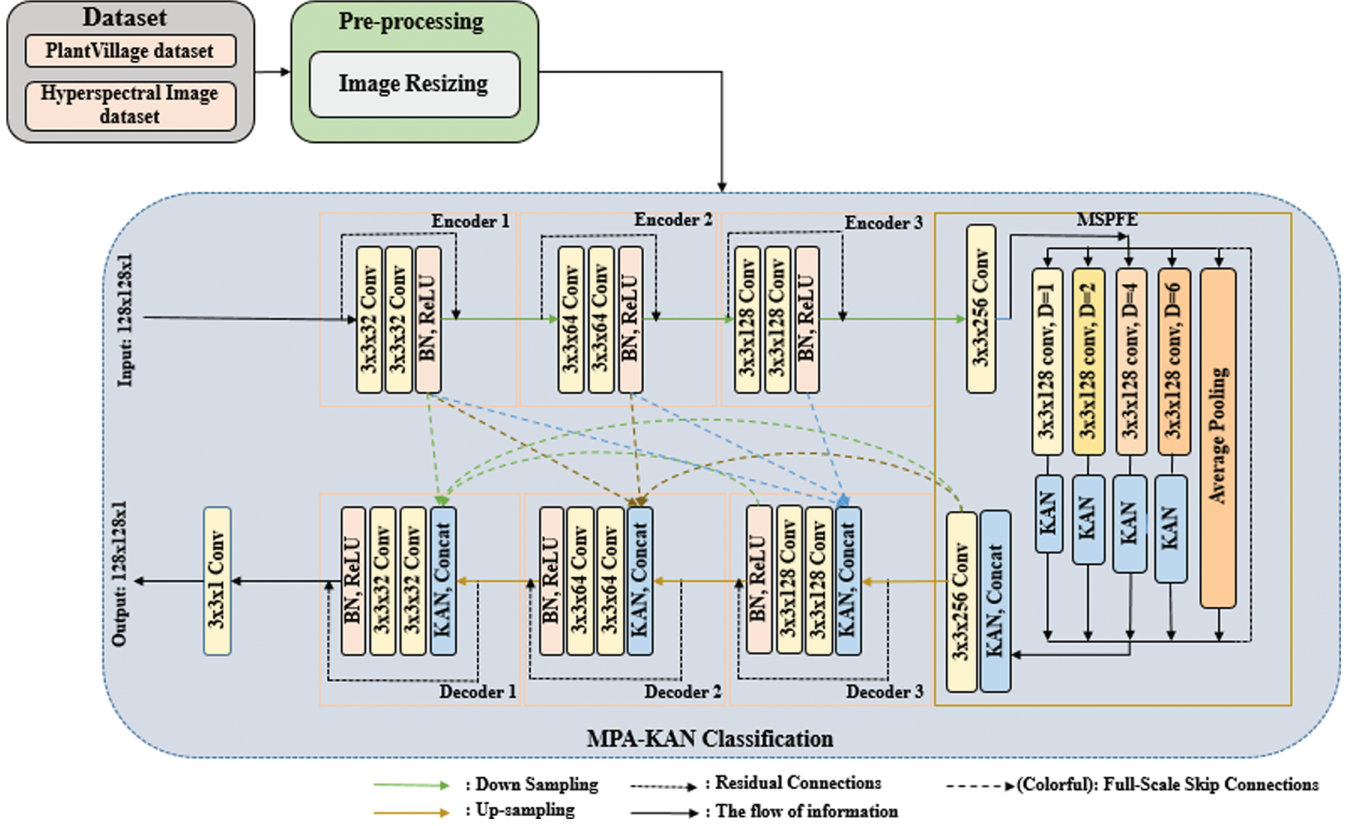 Dataset
PlantVillage dataset
Hyperspectral Image
dataset
Pre-processing
Image Resizing
Input: 128x128x1
Encoder 1
3x3x32 Conv
3x3x32 Conv
BN, ReLU
Encoder 2
3x3x64 Conv
3x3x64 Conv
BN, ReLU
Encoder 3
3x3x128 Conv
3x3x128 Conv
BN, ReLU
MSPFE
3x3x256 Conv
3x3x128 conv, D=1
3x3x128 conv, D=2
3x3x128 conv, D=4
3x3x128 conv, D=6
Average Pooling
KAN
KAN
KAN
KAN
Output: 128x128x1
3x3x1 Conv
BN, ReLU
3x3x32 Conv
3x3x32 Conv
KAN, Concat
Decoder 1
BN, ReLU
3x3x64 Conv
3x3x64 Conv
KAN, Concat
Decoder 2
BN, ReLU
3x3x128 Conv
3x3x128 Conv
KAN, Concat
Decoder 3
3x3x256 Conv
KAN, Concat
MPA-KAN Classification
: Down Sampling
: Residual Connections
(Colorful): Full-Scale Skip Connections
: Up-sampling
: The flow of information